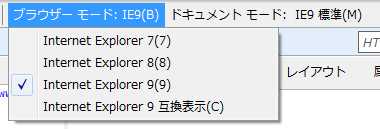 ブラウザー モード: IE9(B) ドキュメント モード: IE9 標準(M)
Internet Explorer 7(7)
HT
Internet Explorer 8(8)
レイアウト
Internet Explorer 9(9)
Internet Explorer 9 互換表示(C)